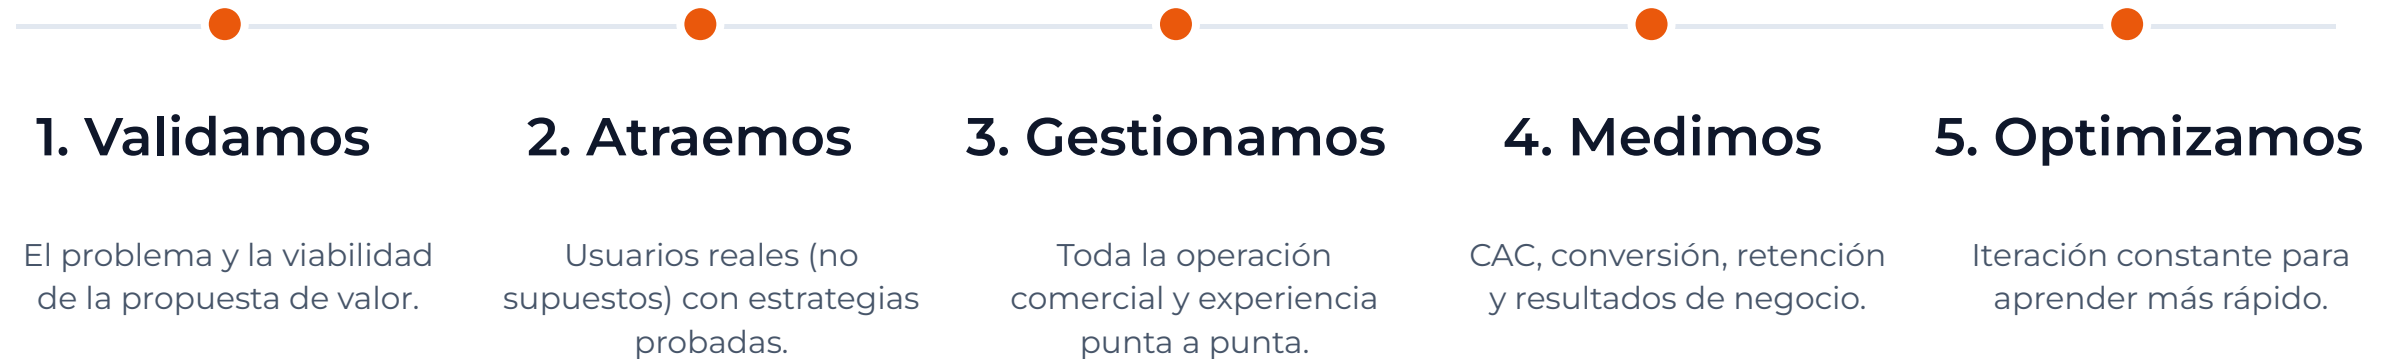 1. Validamos
El problema y la viabilidad
de la propuesta de valor.
2. Atraemos
Usuarios reales (no
supuestos) con estrategias
probadas.
3. Gestionamos
Toda la operación
comercial y experiencia
punta a punta.
4. Medimos
CAC, conversión, retención
y resultados de negocio.
5. Optimizamos
Iteración constante para
aprender más rápido.